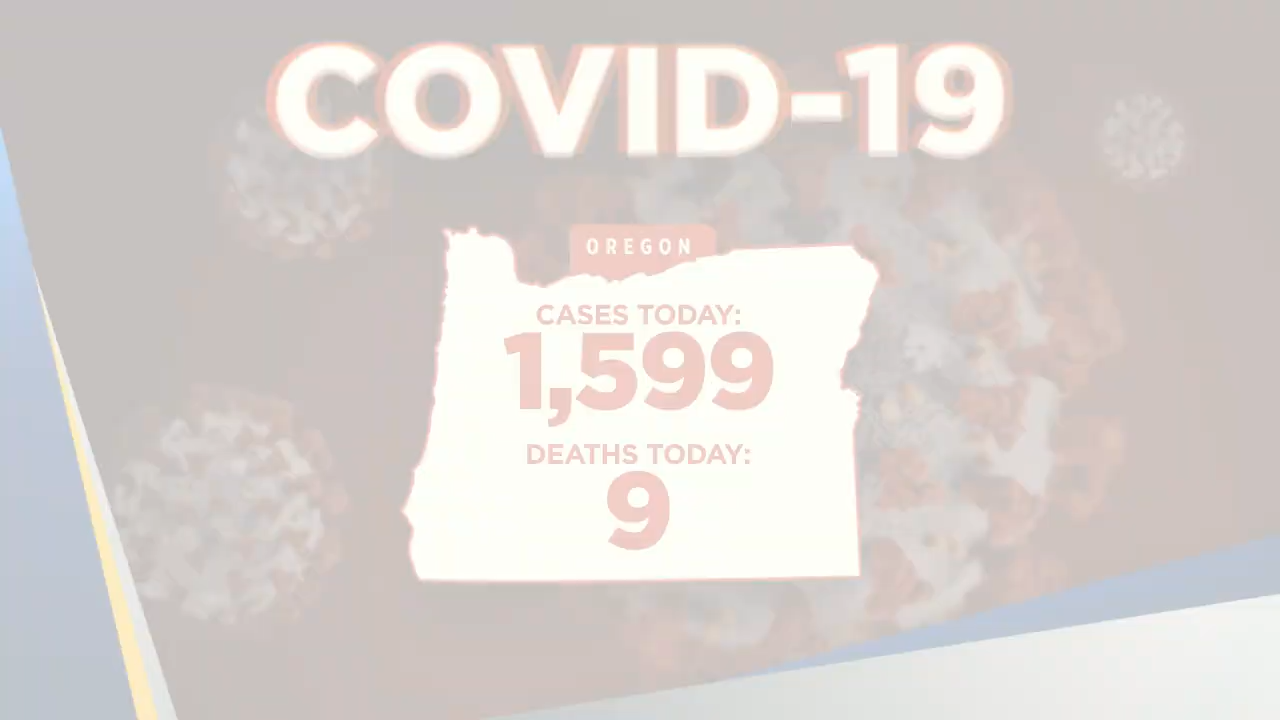 COVID-19
OREGON
CASES TODAY:
1,599
DEATHS TODAY:
9